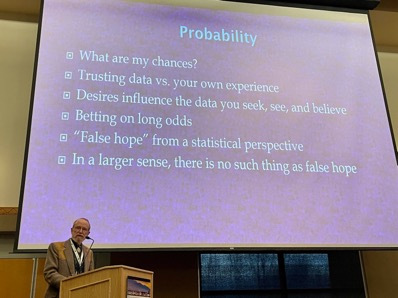 Probability
What are my chances?
Trusting data vs. your own experience
Desires influence the data you seek, see, and believe
Betting on long odds
“False hope” from a statistical perspective
In a larger sense, there is no such thing as false hope